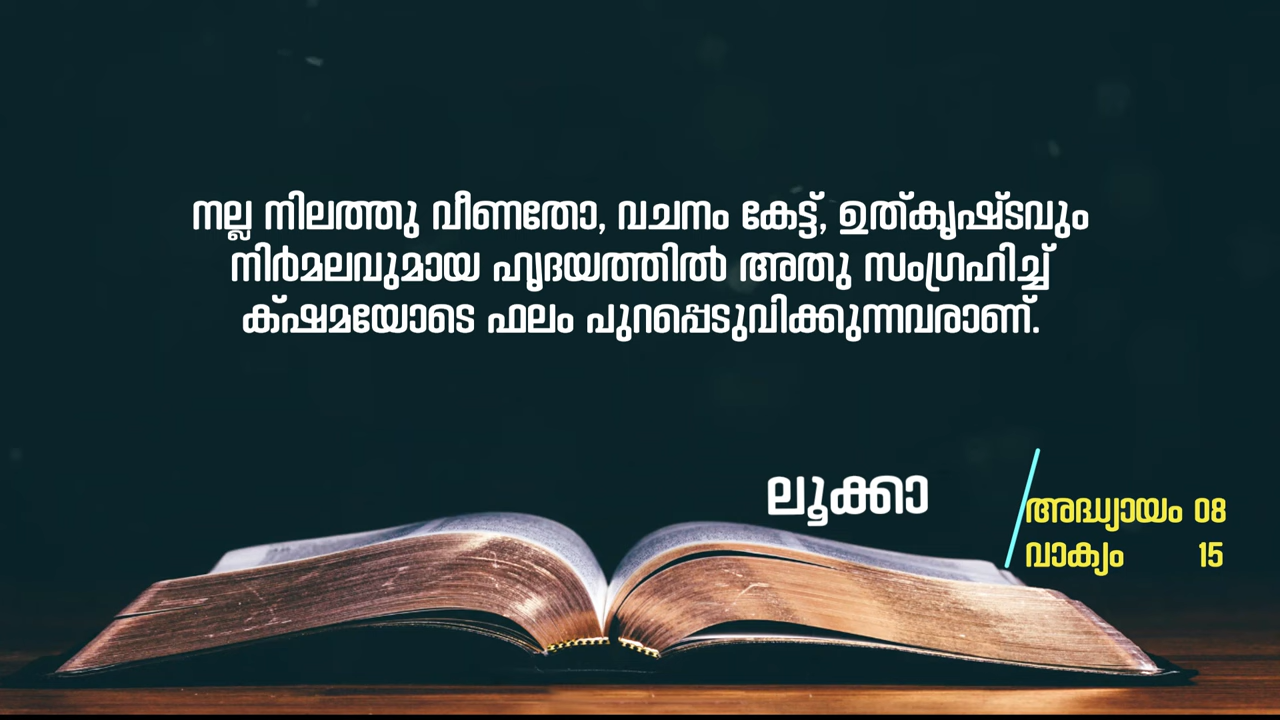 നല്ല നിലത്തു വീണതോ, വചനം കേട്ട്, ഉത്കൃഷ്ടവും
നിർമലവുമായ ഹൃദയത്തിൽ അതു സംഗ്രഹിച്ച്
ക്ഷമയോടെ ഫലം പുറപ്പെടുവിക്കുന്നവരാണ്.
ലൂക്കാ
അദ്ധ്യായം 08
വാക്യം 15